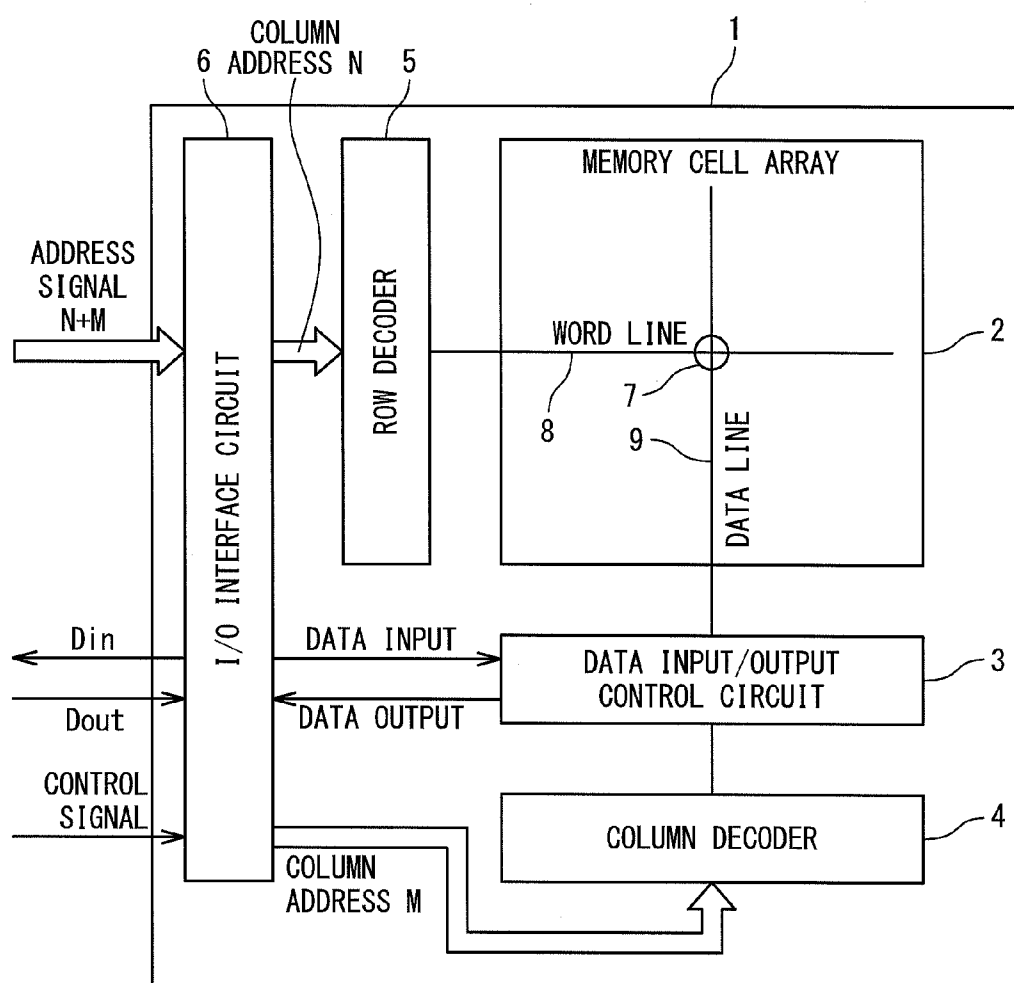 COLUMN
ADDRESS N
6
5
1
MEMORY CELL ARRAY
ADDRESS
SIGNAL
N+M
I/O INTERFACE CIRCUIT
ROW DECODER
WORD LINE
2
7
8
9
DATA LINE
Din
DATA INPUT
DATA INPUT/OUTPUT
CONTROL CIRCUIT
3
Dout
DATA OUTPUT
CONTROL
SIGNAL
COLUMN DECODER
4
COLUMN
ADDRESS M